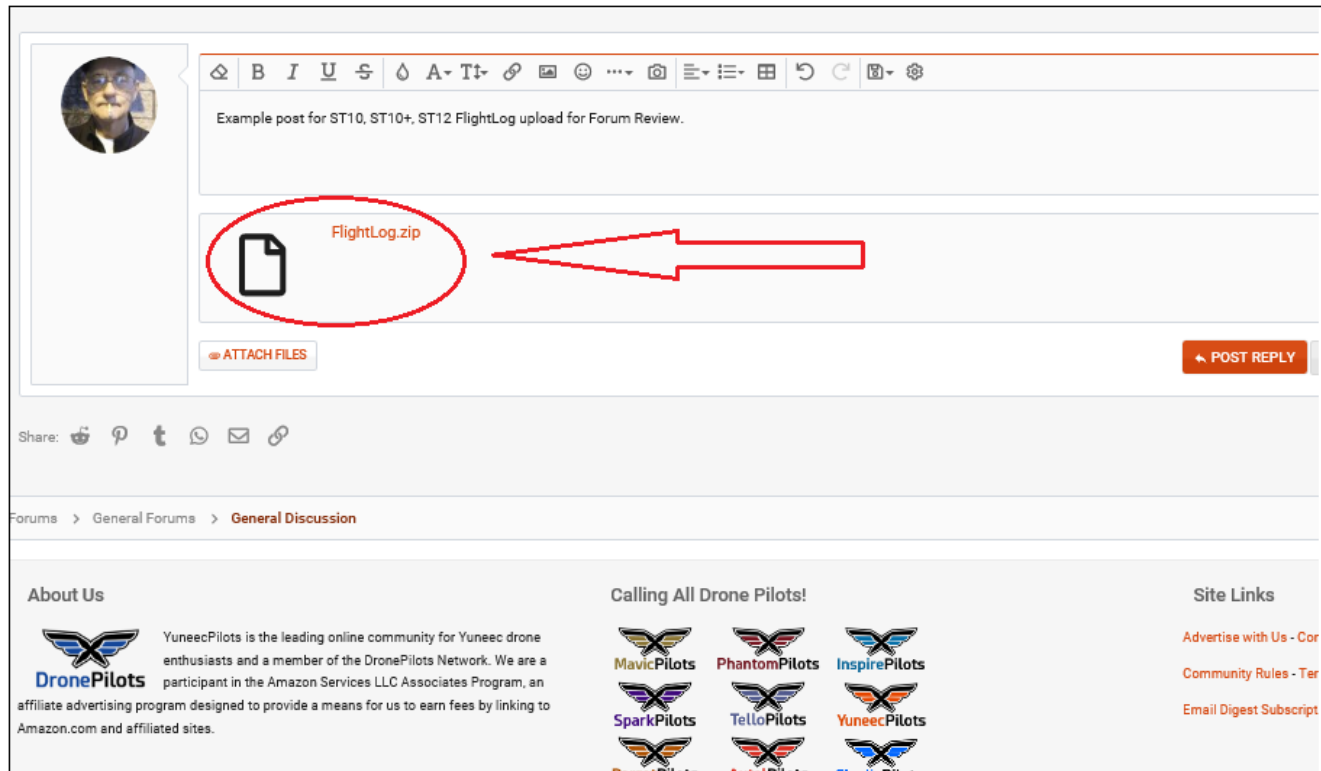 B I U S A T
Example post for ST10, ST10+, ST12 FlightLog upload for Forum Review.
FlightLog.zip
ATTACH FILES
POST REPLY
Share:
Forums > General Forums > General Discussion
About Us
DronePilots
YuneecPilots is the leading online community for Yuneec drone
enthusiasts and a member of the DronePilots Network. We are a
participant in the Amazon Services LLC Associates Program, an
affiliate advertising program designed to provide a means for us to earn fees by linking to
Amazon.com and affiliated sites.
Calling All Drone Pilots!
MavicPilots PhantomPilots InspirePilots
SparkPilots TelloPilots YuneecPilots
Site Links
Advertise with Us - Con
Community Rules - Ter
Email Digest Subscript